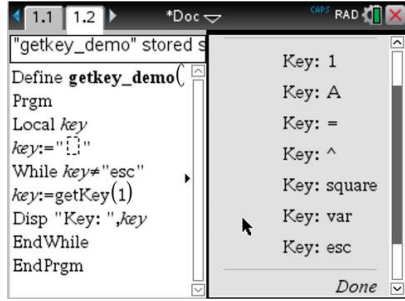 1.1 1.2 *Doc CAPS RAD
"getkey_demo" stored s
Define getkey_demo(
Prgm
Local key
key:="⬚"
While key≠"esc"
key:=getKey(1)
Disp "Key: ",key
EndWhile
EndPrgm
Key: 1
Key: A
Key: =
Key: ^
Key: square
Key: var
Key: esc
Done